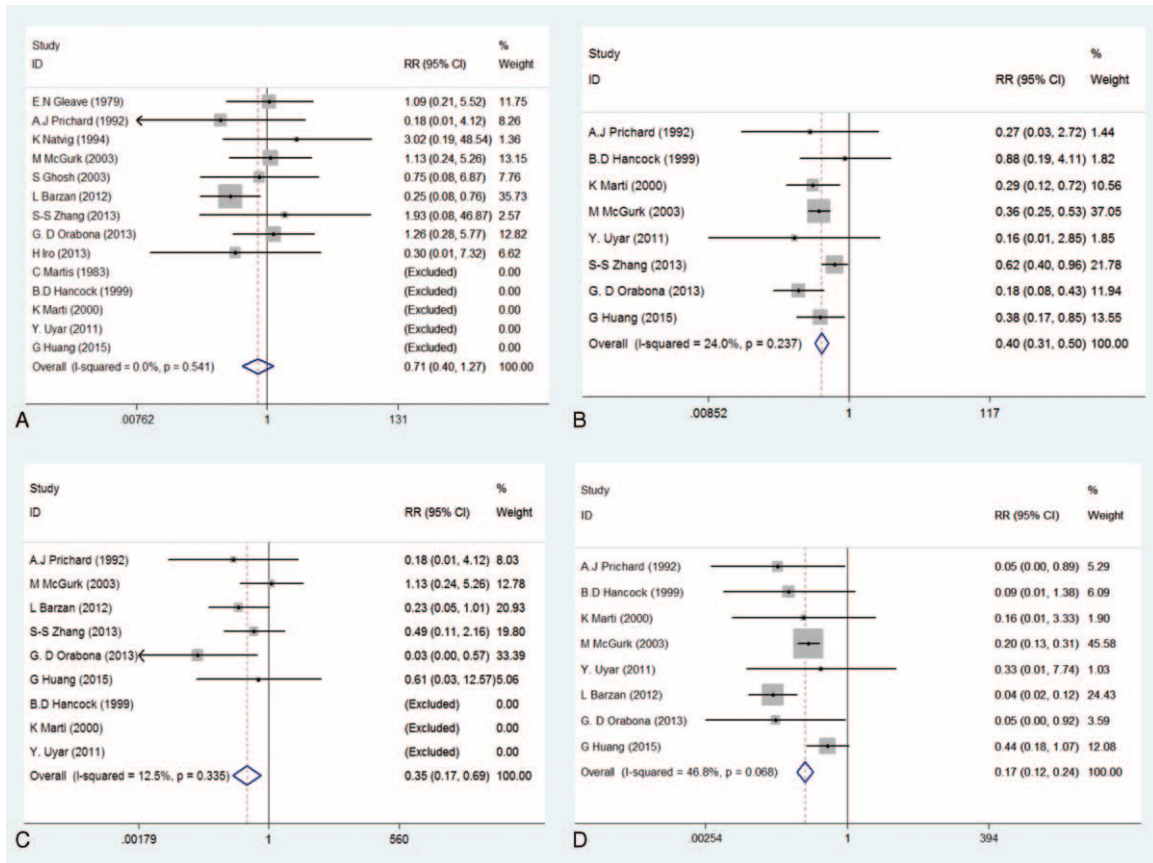 Study %
ID RR (95% CI) Weight
E.N Gleave (1979) 1.09 (0.21, 5.52) 11.75
A.J Prichard (1992) 0.18 (0.01, 4.12) 8.26
K Natvig (1994) 3.02 (0.19, 48.54) 1.36
M McGurk (2003) 1.13 (0.24, 5.26) 13.15
S Ghosh (2003) 0.75 (0.08, 6.87) 7.76
L Barzan (2012) 0.25 (0.08, 0.76) 35.73
S-S Zhang (2013) 1.93 (0.08, 46.87) 2.57
G. D Orabona (2013) 1.26 (0.28, 5.77) 12.82
H Iro (2013) 0.30 (0.01, 7.32) 6.62
C Martis (1983) (Excluded) 0.00
B.D Hancock (1999) (Excluded) 0.00
K Marti (2000) (Excluded) 0.00
Y. Uyar (2011) (Excluded) 0.00
G Huang (2015) (Excluded) 0.00
Overall (I-squared = 0.0%, p = 0.541) 0.71 (0.40, 1.27) 100.00
A
.00762 1 131
Study %
ID RR (95% CI) Weight
A.J Prichard (1992) 0.27 (0.03, 2.72) 1.44
B.D Hancock (1999) 0.88 (0.19, 4.11) 1.82
K Marti (2000) 0.29 (0.12, 0.72) 10.56
M McGurk (2003) 0.36 (0.25, 0.53) 37.05
Y. Uyar (2011) 0.16 (0.01, 2.85) 1.85
S-S Zhang (2013) 0.62 (0.40, 0.96) 21.78
G. D Orabona (2013) 0.18 (0.08, 0.43) 11.94
G Huang (2015) 0.38 (0.17, 0.85) 13.55
Overall (I-squared = 24.0%, p = 0.237) 0.40 (0.31, 0.50) 100.00
B
.00852 1 117
Study %
ID RR (95% CI) Weight
A.J Prichard (1992) 0.18 (0.01, 4.12) 8.03
M McGurk (2003) 1.13 (0.24, 5.26) 12.78
L Barzan (2012) 0.23 (0.05, 1.01) 20.93
S-S Zhang (2013) 0.49 (0.11, 2.16) 19.80
G. D Orabona (2013) 0.03 (0.00, 0.57) 33.39
G Huang (2015) 0.61 (0.03, 12.57) 5.06
B.D Hancock (1999) (Excluded) 0.00
K Marti (2000) (Excluded) 0.00
Y. Uyar (2011) (Excluded) 0.00
Overall (I-squared = 12.5%, p = 0.335) 0.35 (0.17, 0.69) 100.00
C
.00179 1 560
Study %
ID RR (95% CI) Weight
A.J Prichard (1992) 0.05 (0.00, 0.89) 5.29
B.D Hancock (1999) 0.09 (0.01, 1.38) 6.09
K Marti (2000) 0.16 (0.01, 3.33) 1.90
M McGurk (2003) 0.20 (0.13, 0.31) 45.58
Y. Uyar (2011) 0.33 (0.01, 7.74) 1.03
L Barzan (2012) 0.04 (0.02, 0.12) 24.43
G. D Orabona (2013) 0.05 (0.00, 0.92) 3.59
G Huang (2015) 0.44 (0.18, 1.07) 12.08
Overall (I-squared = 46.8%, p = 0.068) 0.17 (0.12, 0.24) 100.00
D
.00254 1 394